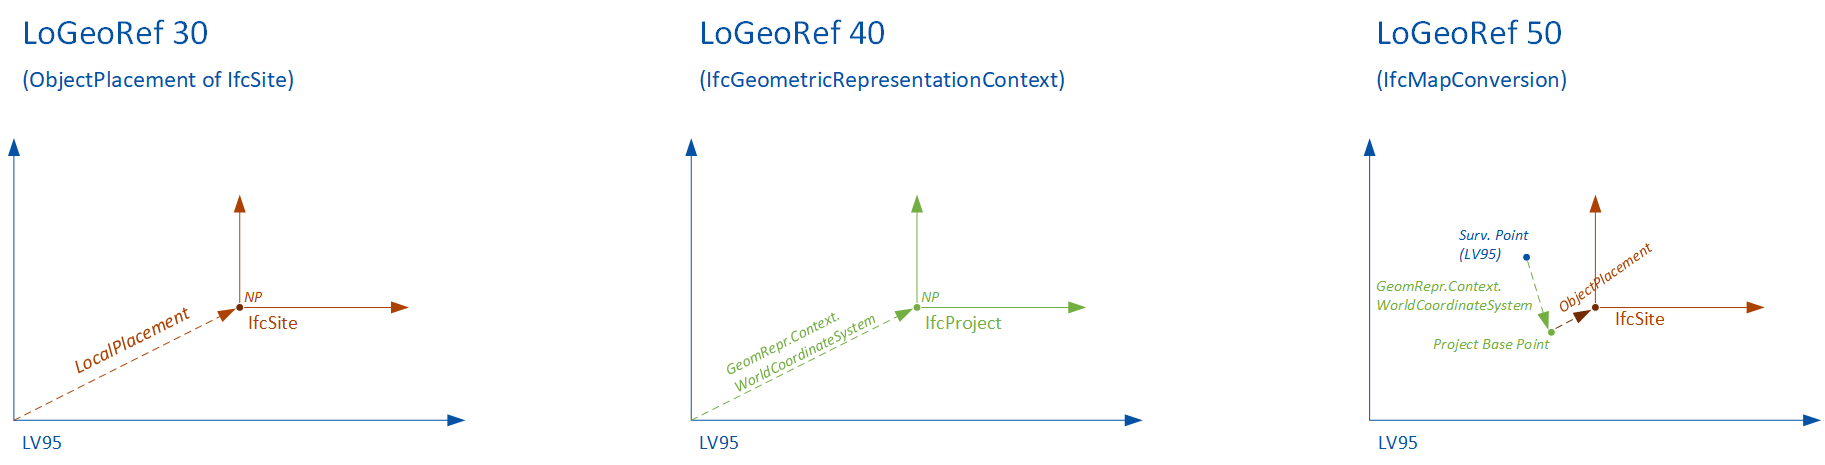 LoGeoRef 30
(ObjectPlacement of IfcSite)
NP
IfcSite
LocalPlacement
LV95
LoGeoRef 40
(IfcGeometricRepresentationContext)
NP
IfcProject
GeomRepr.Context.
WorldCoordinateSystem
LV95
LoGeoRef 50
(IfcMapConversion)
Surv. Point
(LV95)
GeomRepr.Context.
WorldCoordinateSystem
ObjectPlacement
IfcSite
Project Base Point
LV95